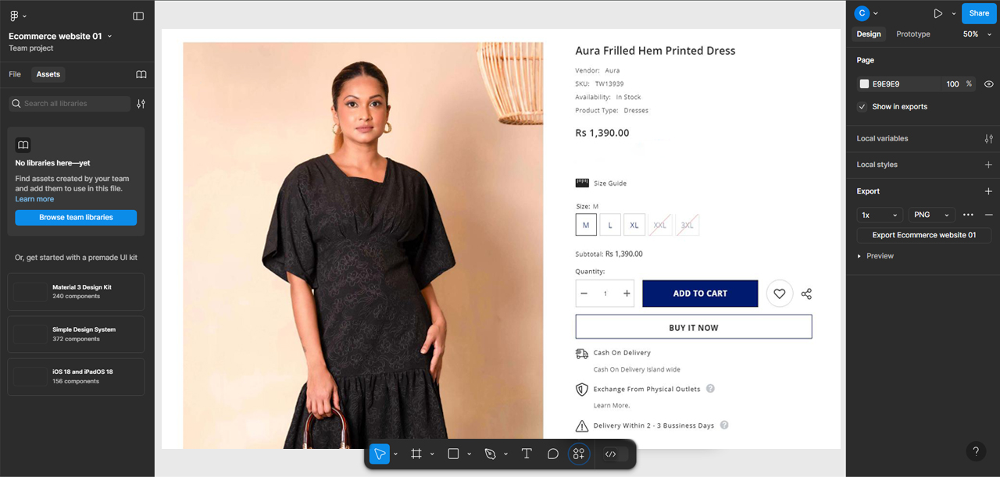 Ecommerce website 01
Team project
File Assets
Search all libraries
No libraries here—yet
Find assets created by your team
and add them to use in this file.
Learn more
Browse team libraries
Or, get started with a premade UI kit
Material 3 Design Kit
240 components
Simple Design System
372 components
iOS 18 and iPadOS 18
156 components
Aura Frilled Hem Printed Dress
Vendor: Aura
SKU: TW13939
Availability: In Stock
Product Type: Dresses
Rs 1,390.00
Size Guide
Size: M
M L XL XXL 3XL
Subtotal: Rs 1,390.00
Quantity:
1
ADD TO CART
BUY IT NOW
Cash On Delivery
Cash On Delivery Island wide
Exchange From Physical Outlets ?
Learn More.
Delivery Within 2 - 3 Bussiness Days ?
C
Share
Design Prototype 50%
Page
E9E9E9 100 %
Show in exports
Local variables
Local styles
Export
1x PNG
Export Ecommerce website 01
Preview
?